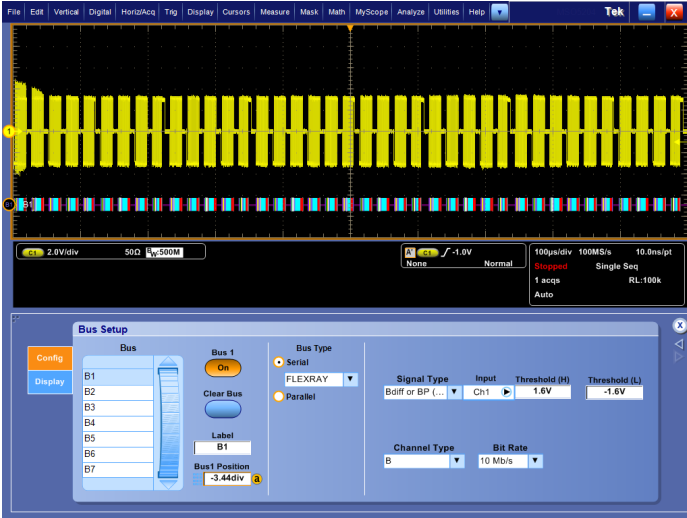 File Edit Vertical Digital Horiz/Acq Trig Display Cursors Measure Mask Math MyScope Analyze Utilities Help Tek X
1
B1 B1
C1 2.0V/div 50Ω BW:500M
A' C1 -1.0V
None Normal
100µs/div 100MS/s 10.0ns/pt
Stopped Single Seq
1 acqs RL:100k
Auto
Bus Setup X
Config
Display
Bus
B1
B2
B3
B4
B5
B6
B7
Bus 1
On
Clear Bus
Label
B1
Bus1 Position
-3.44div a
Bus Type
Serial
FLEXRAY
Parallel
Signal Type Input Threshold (H) Threshold (L)
Bdiff or BP (... Ch1 1.6V -1.6V
Channel Type Bit Rate
B 10 Mb/s